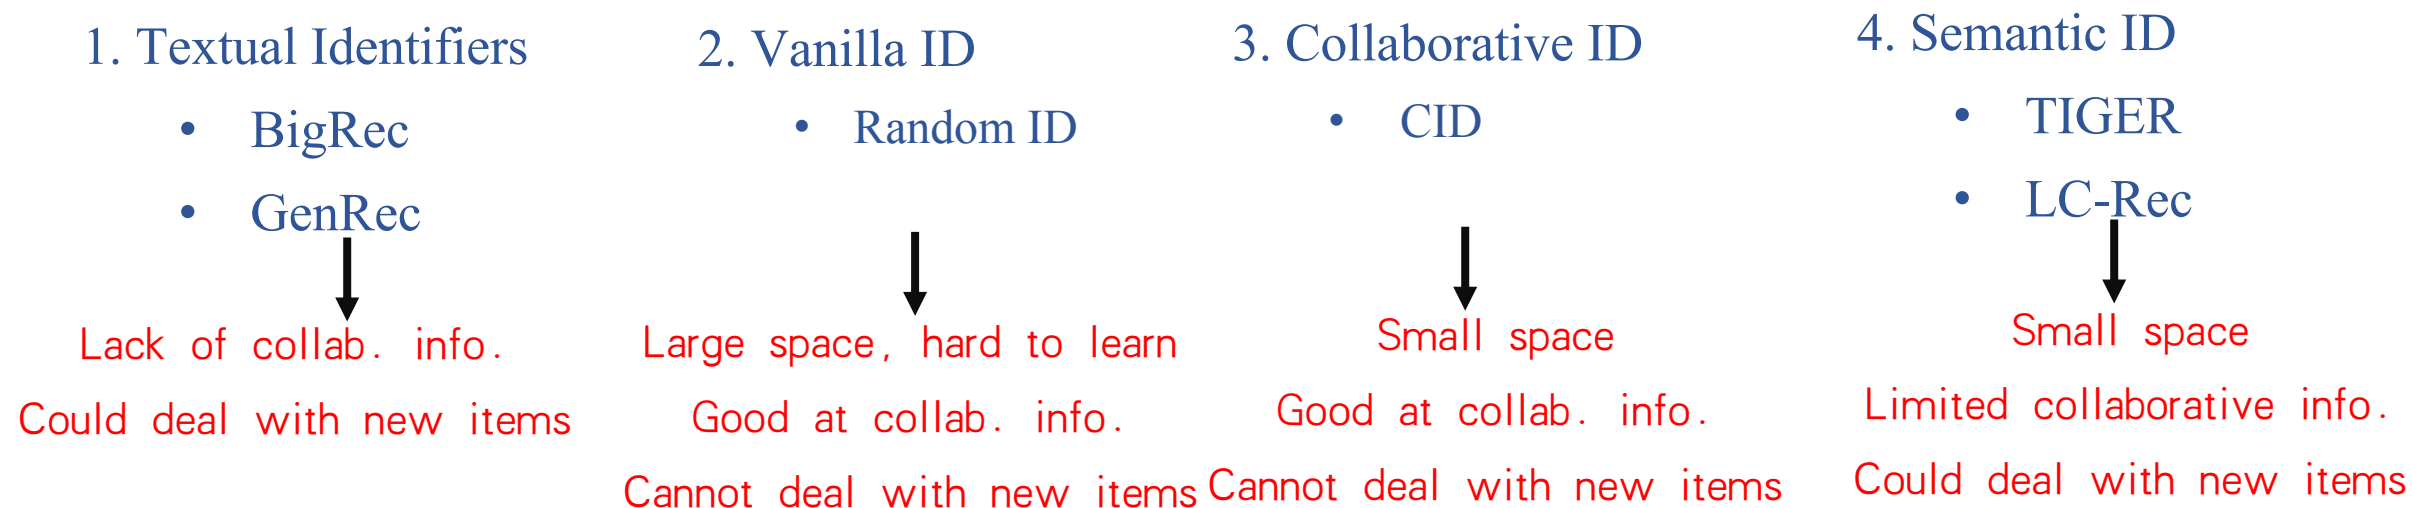 1. Textual Identifiers
• BigRec
• GenRec
Lack of collab. info.
Could deal with new items
2. Vanilla ID
• Random ID
Large space, hard to learn
Good at collab. info.
Cannot deal with new items
3. Collaborative ID
• CID
Small space
Good at collab. info.
Cannot deal with new items
4. Semantic ID
• TIGER
• LC-Rec
Small space
Limited collaborative info.
Could deal with new items